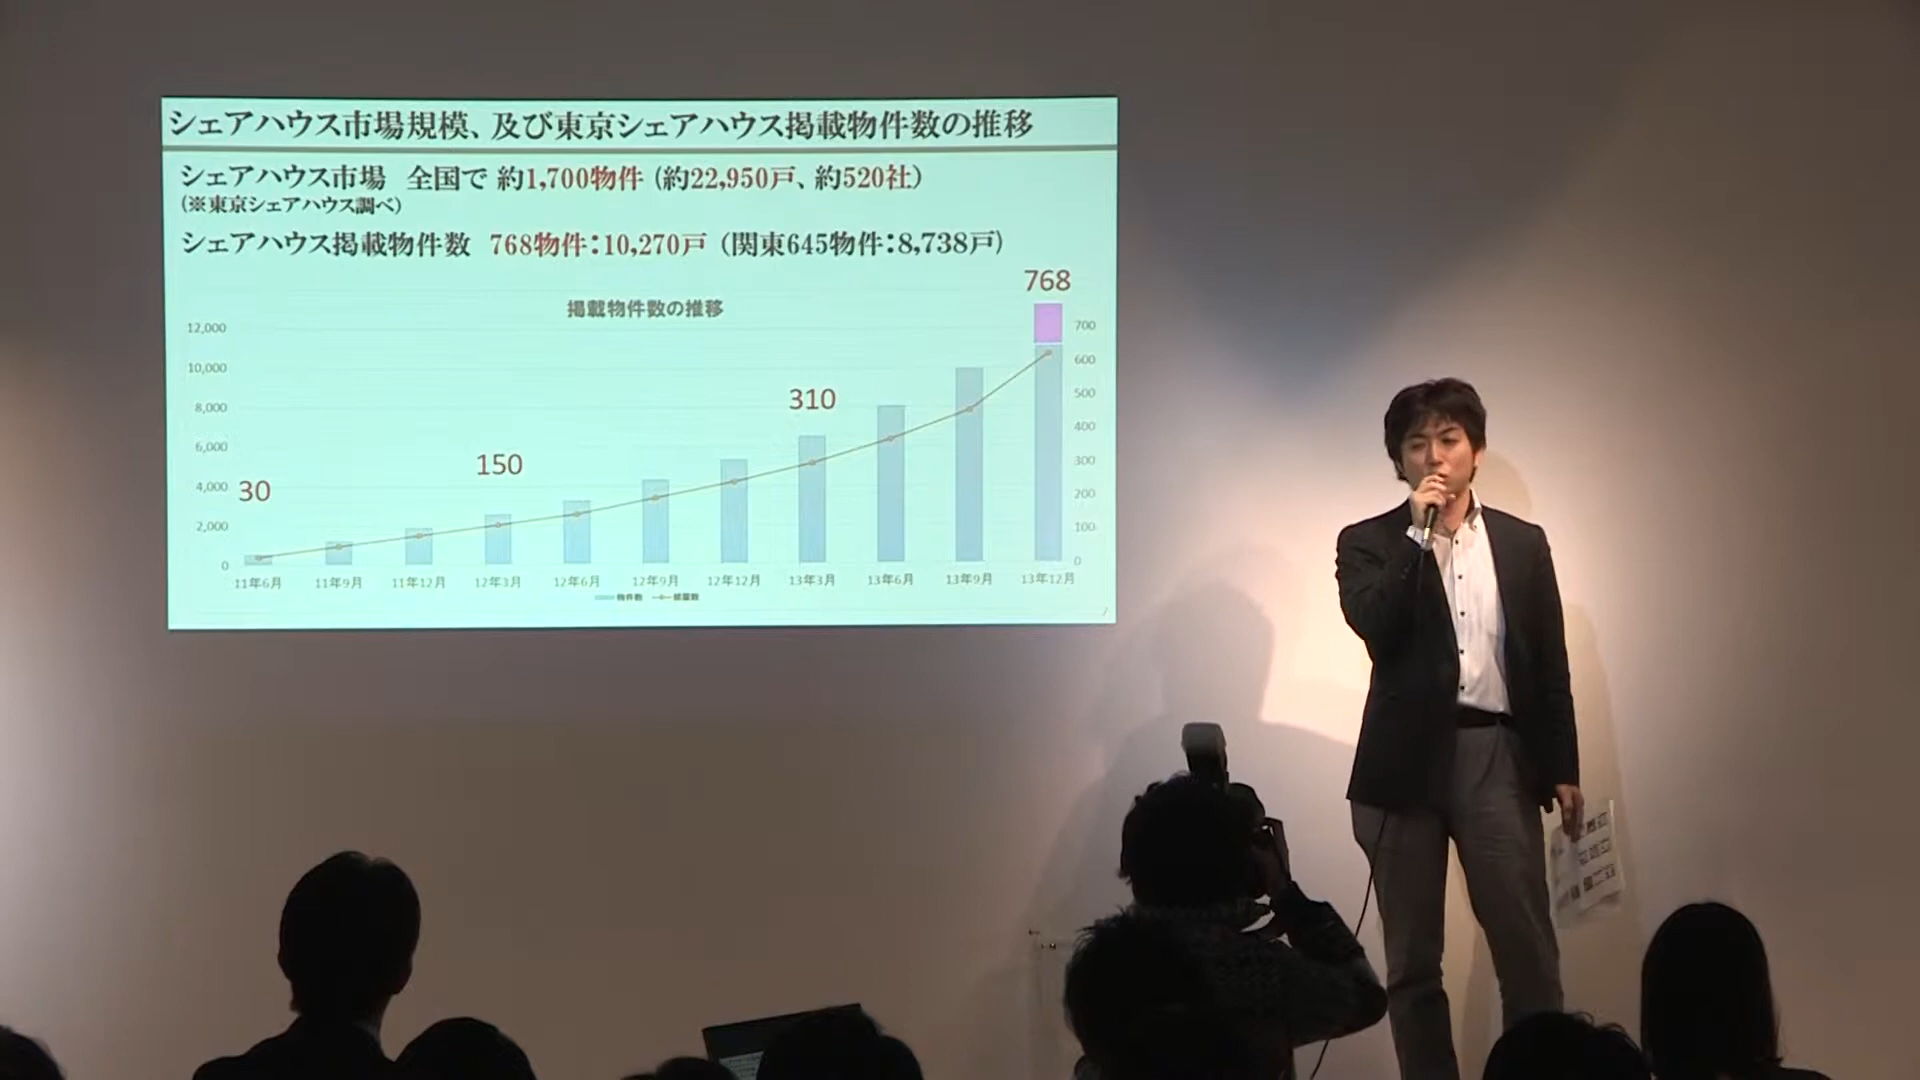 シェアハウス市場規模、及び東京シェアハウス掲載物件数の推移
シェアハウス市場 全国で 約1,700物件 (約22,950戸、約520社)
(※東京シェアハウス調べ)
シェアハウス掲載物件数 768物件:10,270戸 (関東645物件:8,738戸)
掲載物件数の推移
768
310
150
30
12,000
10,000
8,000
6,000
4,000
2,000
0
700
600
500
400
300
200
100
0
11年6月 11年9月 11年12月 12年3月 12年6月 12年9月 12年12月 13年3月 13年6月 13年9月 13年12月
物件数 部屋数